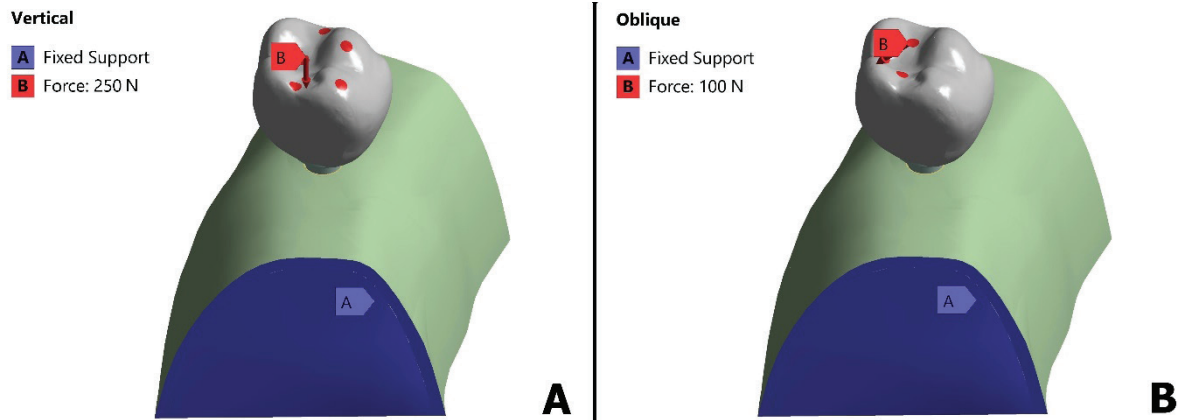 Vertical
A Fixed Support
B Force: 250 N
B
A
A
Oblique
A Fixed Support
B Force: 100 N
B
A
B